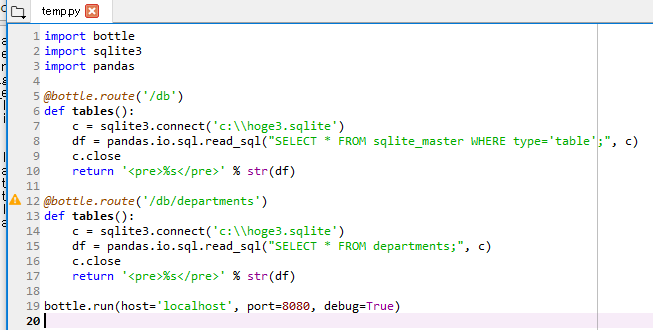 temp.py
1 import bottle
2 import sqlite3
3 import pandas
4
5 @bottle.route('/db')
6 def tables():
7     c = sqlite3.connect('c:\\hoge3.sqlite')
8     df = pandas.io.sql.read_sql("SELECT * FROM sqlite_master WHERE type='table';", c)
9     c.close
10     return '<pre>%s</pre>' % str(df)
11
12 @bottle.route('/db/departments')
13 def tables():
14     c = sqlite3.connect('c:\\hoge3.sqlite')
15     df = pandas.io.sql.read_sql("SELECT * FROM departments;", c)
16     c.close
17     return '<pre>%s</pre>' % str(df)
18
19 bottle.run(host='localhost', port=8080, debug=True)
20